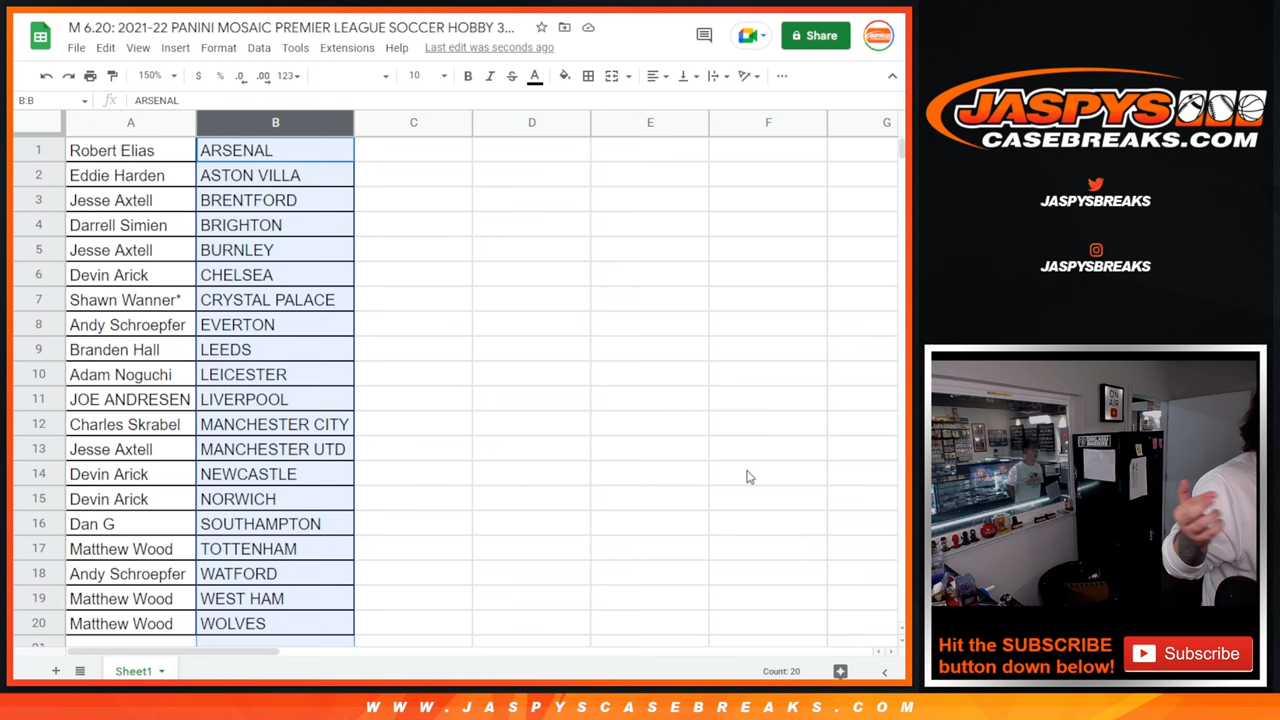 M 6.20: 2021-22 PANINI MOSAIC PREMIER LEAGUE SOCCER HOBBY 3...
File Edit View Insert Format Data Tools Extensions Help Last edit was seconds ago
Share
150% $ % .0 .00 123 10 B I S A
B:B fx ARSENAL
A B C D E F G
1 Robert Elias ARSENAL
2 Eddie Harden ASTON VILLA
3 Jesse Axtell BRENTFORD
4 Darrell Simien BRIGHTON
5 Jesse Axtell BURNLEY
6 Devin Arick CHELSEA
7 Shawn Wanner* CRYSTAL PALACE
8 Andy Schroepfer EVERTON
9 Branden Hall LEEDS
10 Adam Noguchi LEICESTER
11 JOE ANDRESEN LIVERPOOL
12 Charles Skrabel MANCHESTER CITY
13 Jesse Axtell MANCHESTER UTD
14 Devin Arick NEWCASTLE
15 Devin Arick NORWICH
16 Dan G SOUTHAMPTON
17 Matthew Wood TOTTENHAM
18 Andy Schroepfer WATFORD
19 Matthew Wood WEST HAM
20 Matthew Wood WOLVES
Sheet1
Count: 20
JASPYS
CASEBREAKS.COM
JASPYSBREAKS
JASPYSBREAKS
ON AIR
OAKLAND RAIDERS
Hit the SUBSCRIBE
button down below!
Subscribe
WWW.JASPYSCASEBREAKS.COM